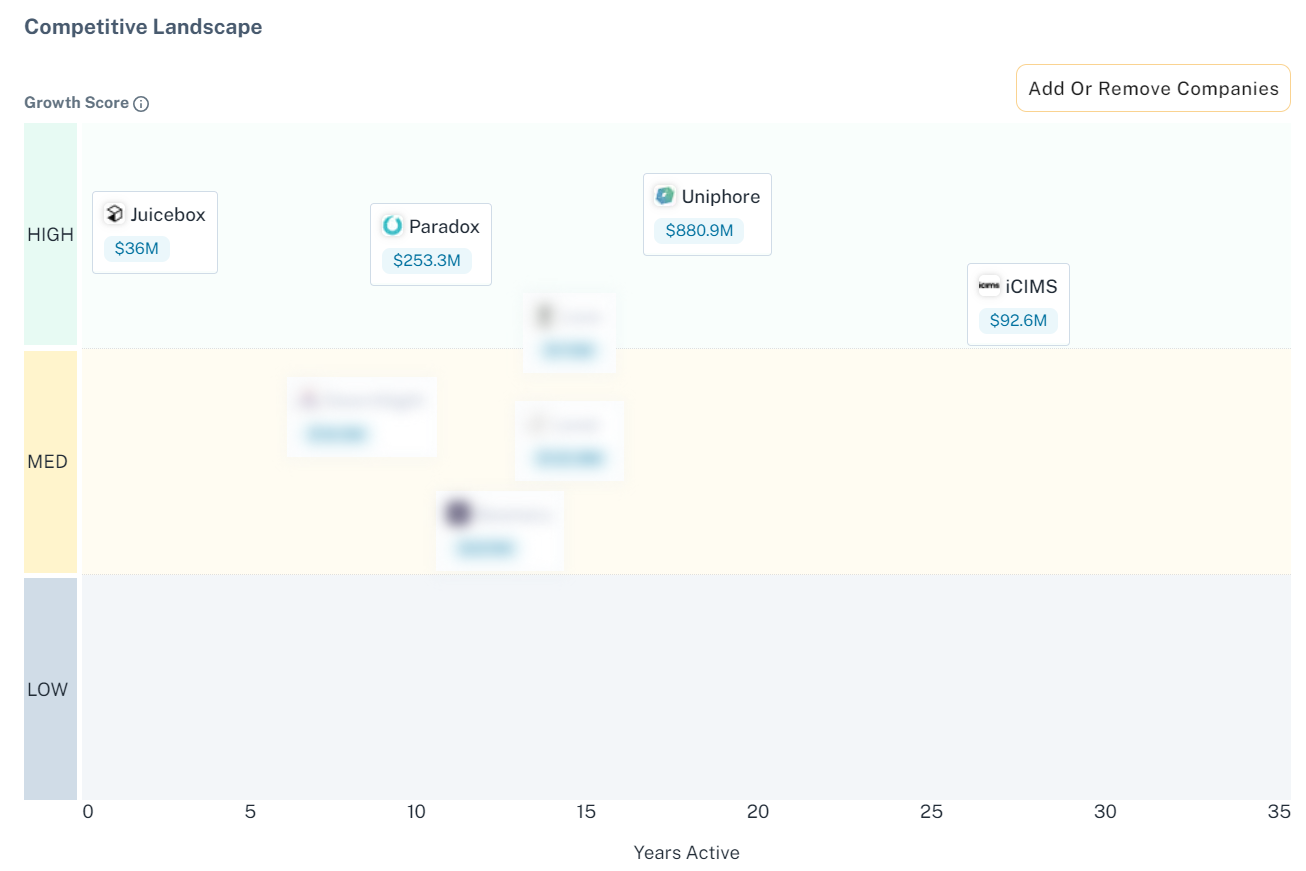 Competitive Landscape
Add Or Remove Companies
Growth Score
HIGH
Juicebox
$36M
Paradox
$253.3M
Uniphore
$880.9M
icims iCIMS
$92.6M
MED
LOW
0 5 10 15 20 25 30 35
Years Active